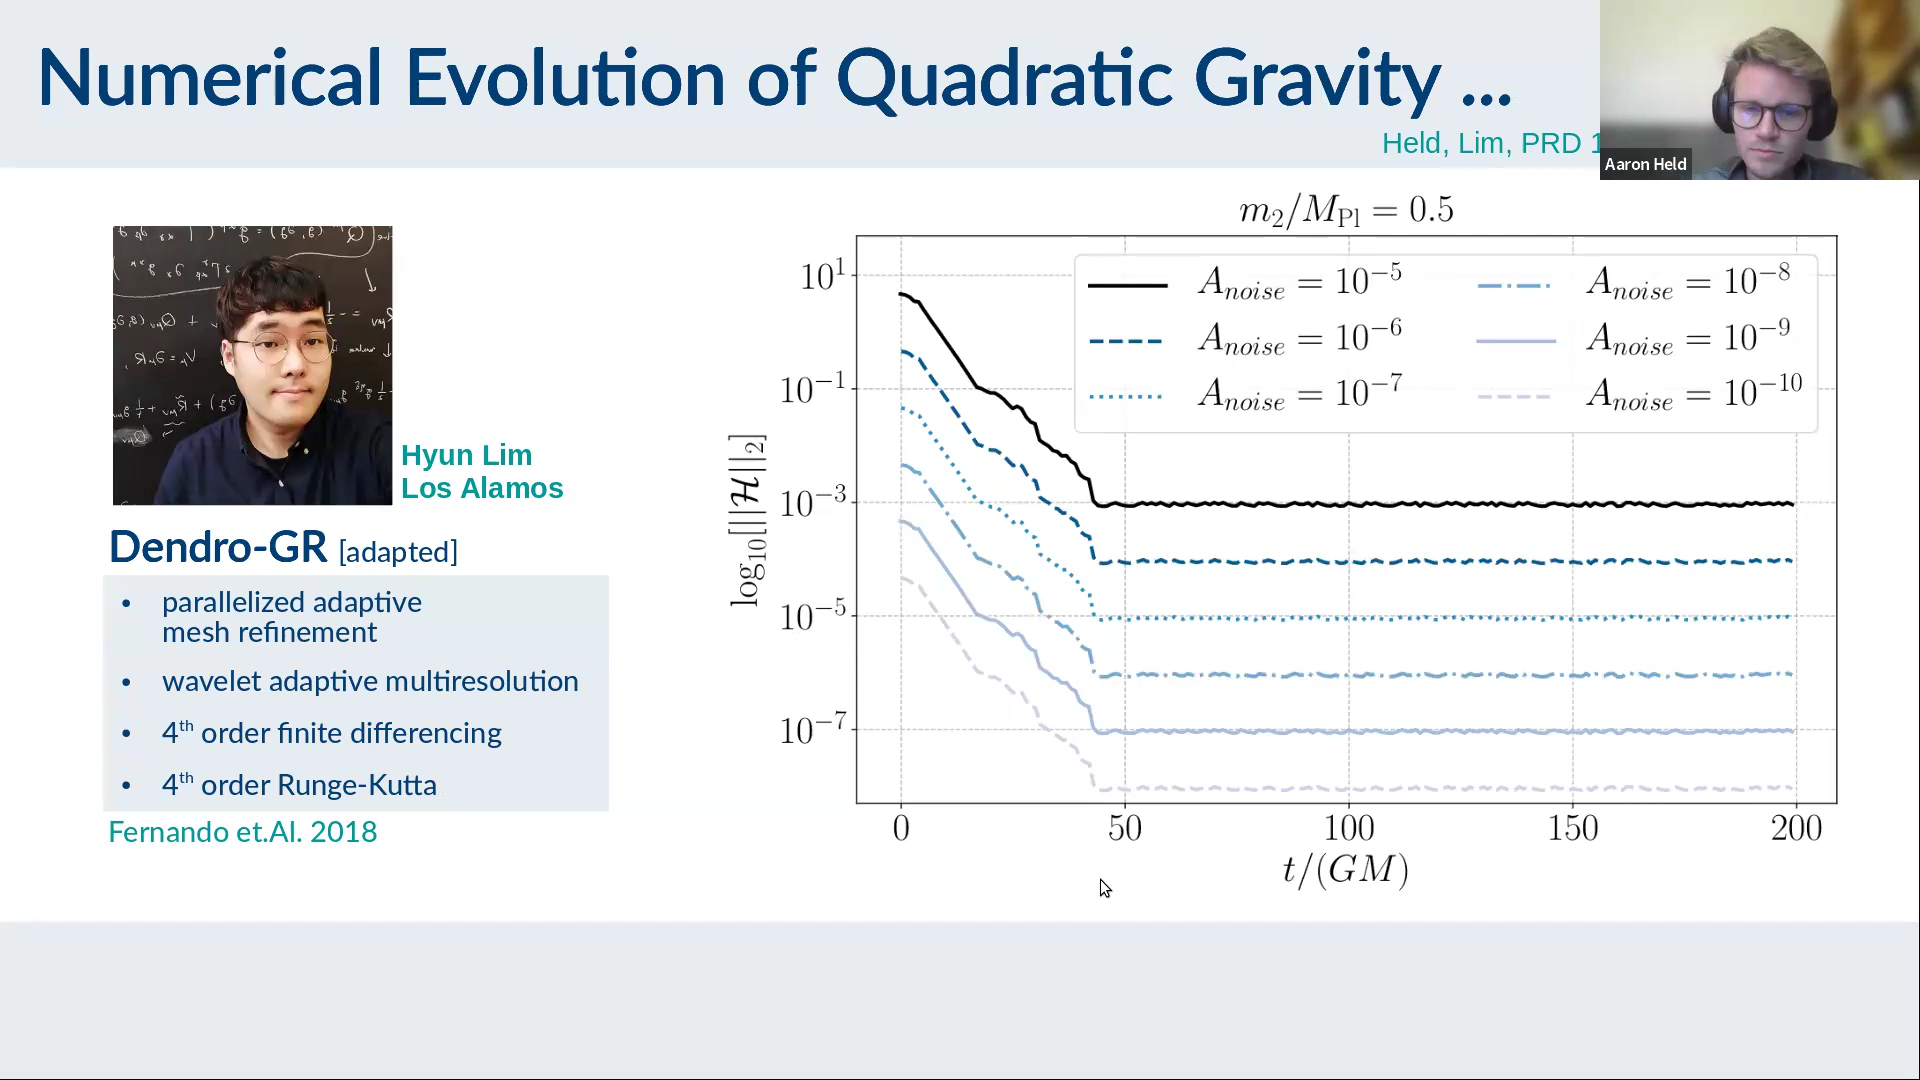 Numerical Evolution of Quadratic Gravity ...
Held, Lim, PRD 1
Aaron Held
Hyun Lim
Los Alamos
Dendro-GR [adapted]
• parallelized adaptive
mesh refinement
• wavelet adaptive multiresolution
• 4th order finite differencing
• 4th order Runge-Kutta
Fernando et.Al. 2018
m₂/M_Pl = 0.5
A_noise = 10⁻⁵
A_noise = 10⁻⁶
A_noise = 10⁻⁷
A_noise = 10⁻⁸
A_noise = 10⁻⁹
A_noise = 10⁻¹⁰
log₁₀[||ℋ||₂]
10¹
10⁻¹
10⁻³
10⁻⁵
10⁻⁷
0 50 100 150 200
t/(GM)